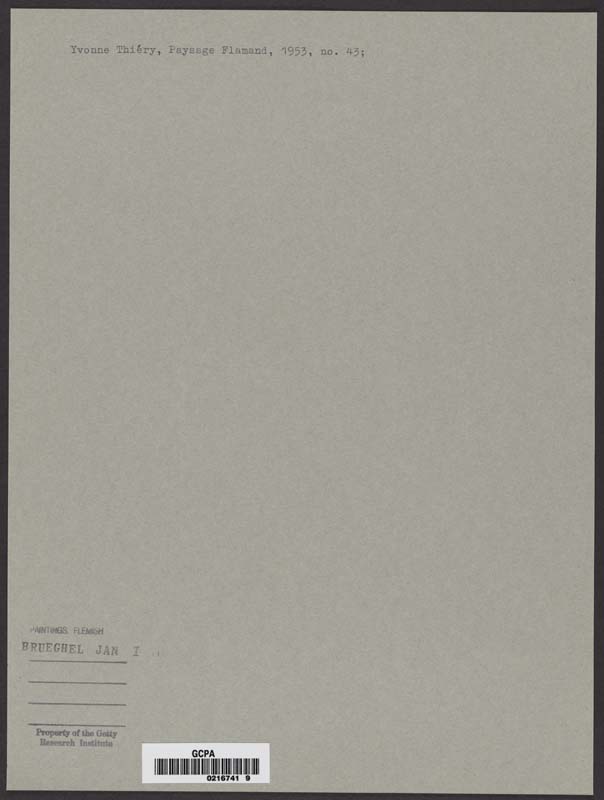 Yvonne Thiéry, Paysage Flamand, 1953, no. 43;
PAINTINGS, FLEMISH
BRUEGHEL JAN I
Property of the Getty
Research Institute
GCPA
0216741 9